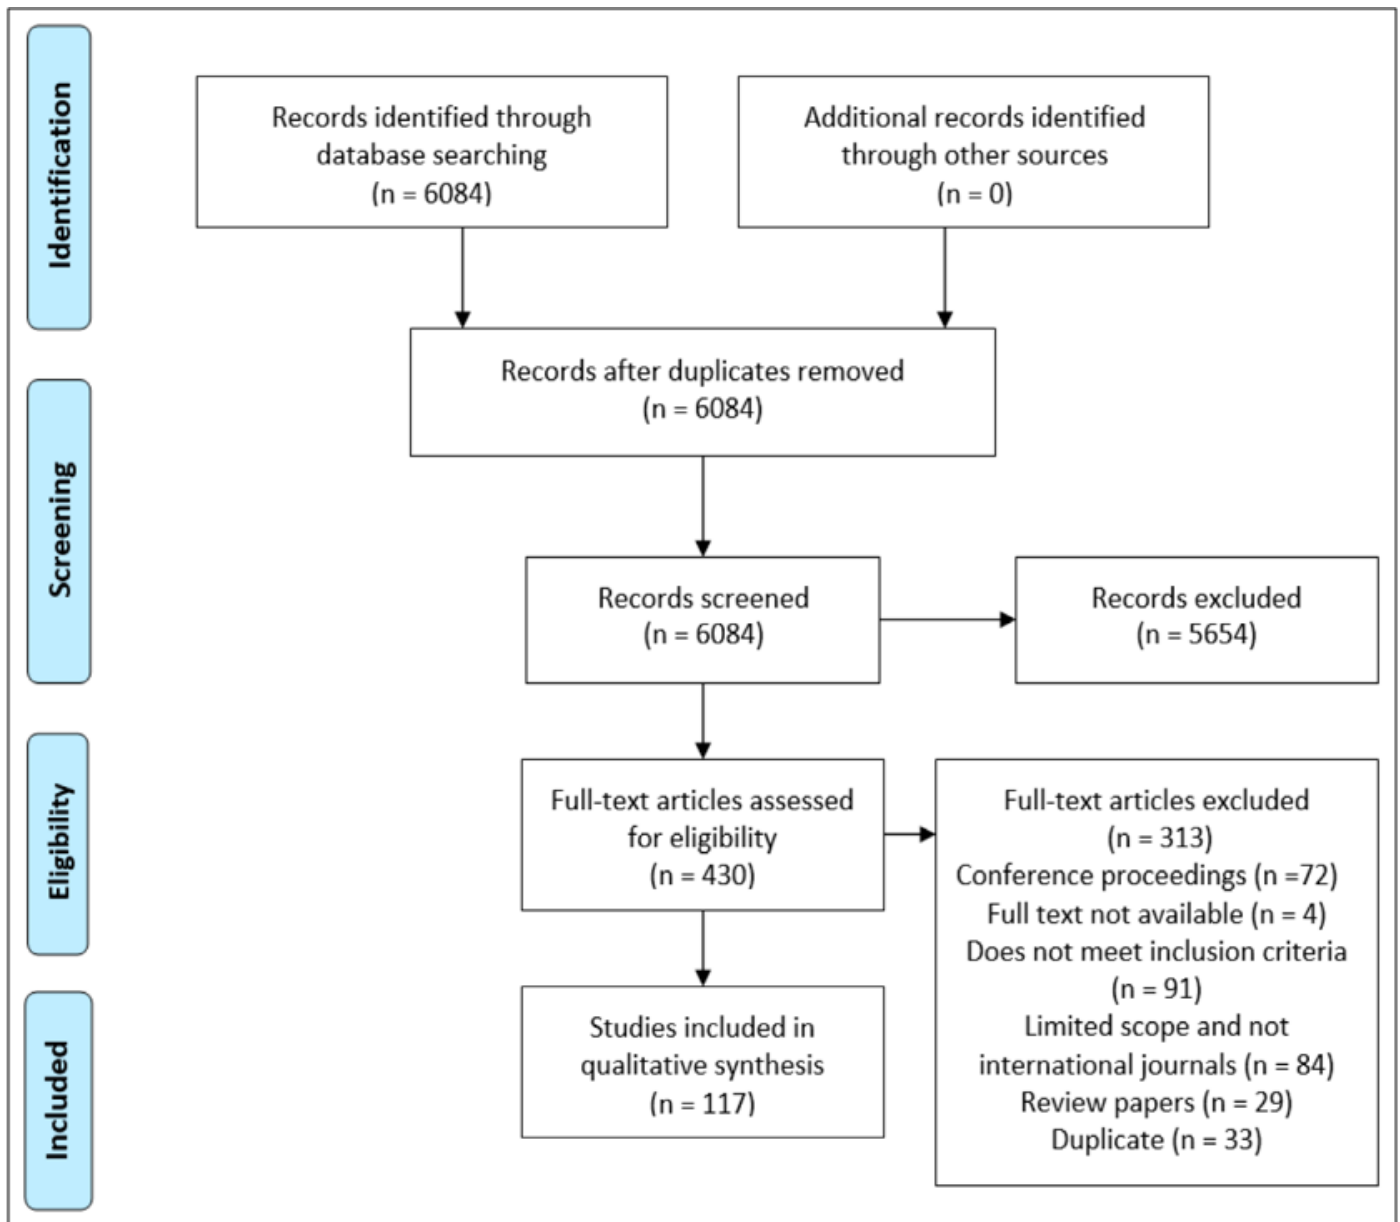 Identification
Records identified through
database searching
(n = 6084)
Additional records identified
through other sources
(n = 0)
Records after duplicates removed
(n = 6084)
Screening
Records screened
(n = 6084)
Records excluded
(n = 5654)
Eligibility
Full-text articles assessed
for eligibility
(n = 430)
Full-text articles excluded
(n = 313)
Conference proceedings (n =72)
Full text not available (n = 4)
Does not meet inclusion criteria
(n = 91)
Limited scope and not
international journals (n = 84)
Review papers (n = 29)
Duplicate (n = 33)
Included
Studies included in
qualitative synthesis
(n = 117)